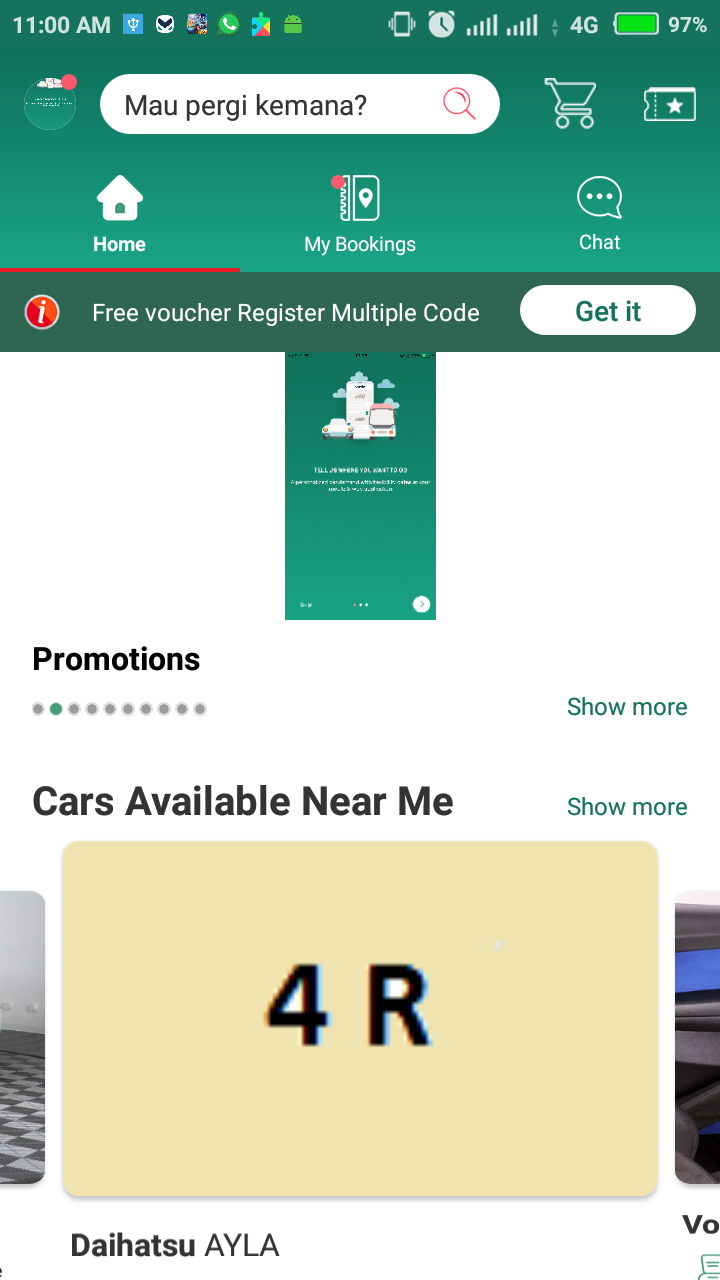 11:00 AM
4G
97%
Mau pergi kemana?
Home
My Bookings
Chat
Free voucher Register Multiple Code
Get it
TELL US WHERE YOU WANT TO GO
Promotions
Show more
Cars Available Near Me
Show more
4 R
Daihatsu AYLA
Vo
e